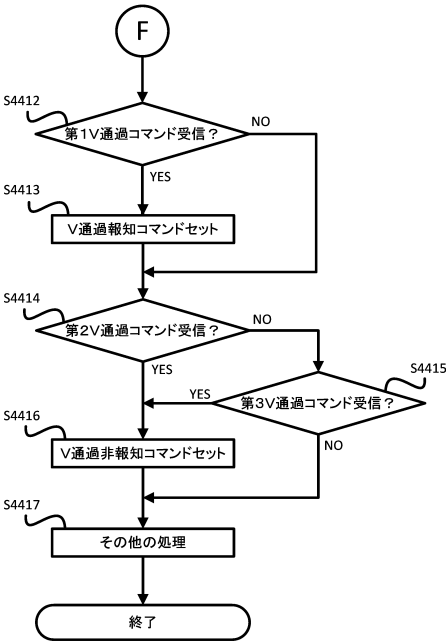 F
S4412
第1V通過コマンド受信？
NO
YES
S4413
V通過報知コマンドセット
S4414
第2V通過コマンド受信？
NO
YES
S4415
第3V通過コマンド受信？
YES
NO
S4416
V通過非報知コマンドセット
S4417
その他の処理
終了